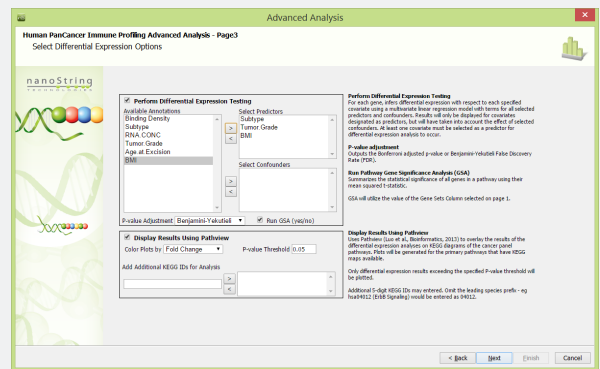 Advanced Analysis
Human PanCancer Immune Profiling Advanced Analysis - Page3
Select Differential Expression Options
nanoString
TECHNOLOGIES
Perform Differential Expression Testing
Available Annotations
Binding Density
Subtype
RNA CONC
Tumor Grade
Age at Excision
BMI
>
<
Select Predictors
Subtype
Tumor Grade
BMI
Select Confounders
>
<
P-value Adjustment Benjamini-Yekutieli
Run GSA (yes/no)
Display Results Using Pathview
Color Plots by Fold Change
P-value Threshold 0.05
Add Additional KEGG IDs for Analysis
>
<
Perform Differential Expression Testing
For each gene, infers differential expression with respect to each specified
covariate using a multivariate linear regression model with terms for all selected
predictors and confounders. Results will only be displayed for covariates
designated as predictors, but will have taken into account the effect of selected
confounders. At least one covariate must be selected as a predictor for
differential expression analysis to occur.
P-value adjustment
Outputs the Bonferroni adjusted p-value or Benjamini-Yekutieli False Discovery
Rate (FDR).
Run Pathway Gene Significance Analysis (GSA)
Summarizes the statistical significance of all genes in a pathway using their
mean squared t-statistic.
GSA will utilize the value of the Gene Sets Column selected on page 1.
Display Results Using Pathview
Uses Pathview (Luo et al, Bioinformatics, 2013) to overlay the results of the
differential expression analyses on KEGG diagrams of the cancer panel
pathways. Plots will be generated for the primary pathways that have KEGG
maps available.
Only differential expression results exceeding the specified P-value threshold will
be plotted.
Additional 5-digit KEGG IDs may entered. Omit the leading species prefix - eg
hsa04012 (ErbB Signaling) would be entered as 04012.
< Back
Next
Finish
Cancel